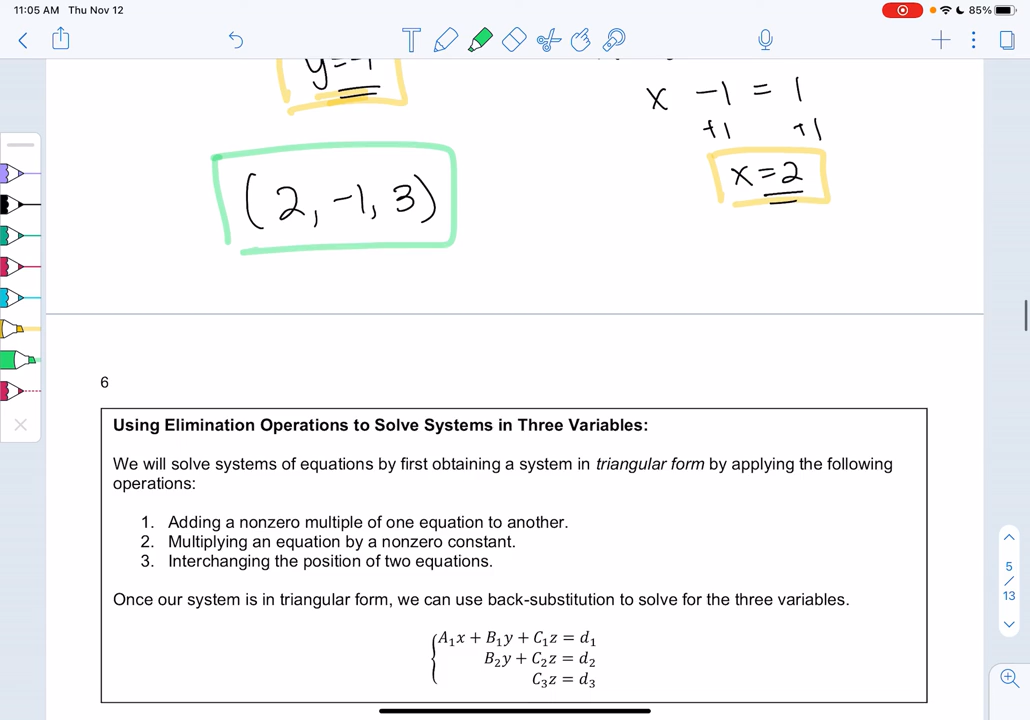 11:05 AM Thu Nov 12
85%
y=-1
x -1 = 1
+1 +1
x=2
(2, -1, 3)
6
Using Elimination Operations to Solve Systems in Three Variables:
We will solve systems of equations by first obtaining a system in triangular form by applying the following
operations:
1. Adding a nonzero multiple of one equation to another.
2. Multiplying an equation by a nonzero constant.
3. Interchanging the position of two equations.
Once our system is in triangular form, we can use back-substitution to solve for the three variables.
A₁x + B₁y + C₁z = d₁
B₂y + C₂z = d₂
C₃z = d₃
5
/
13